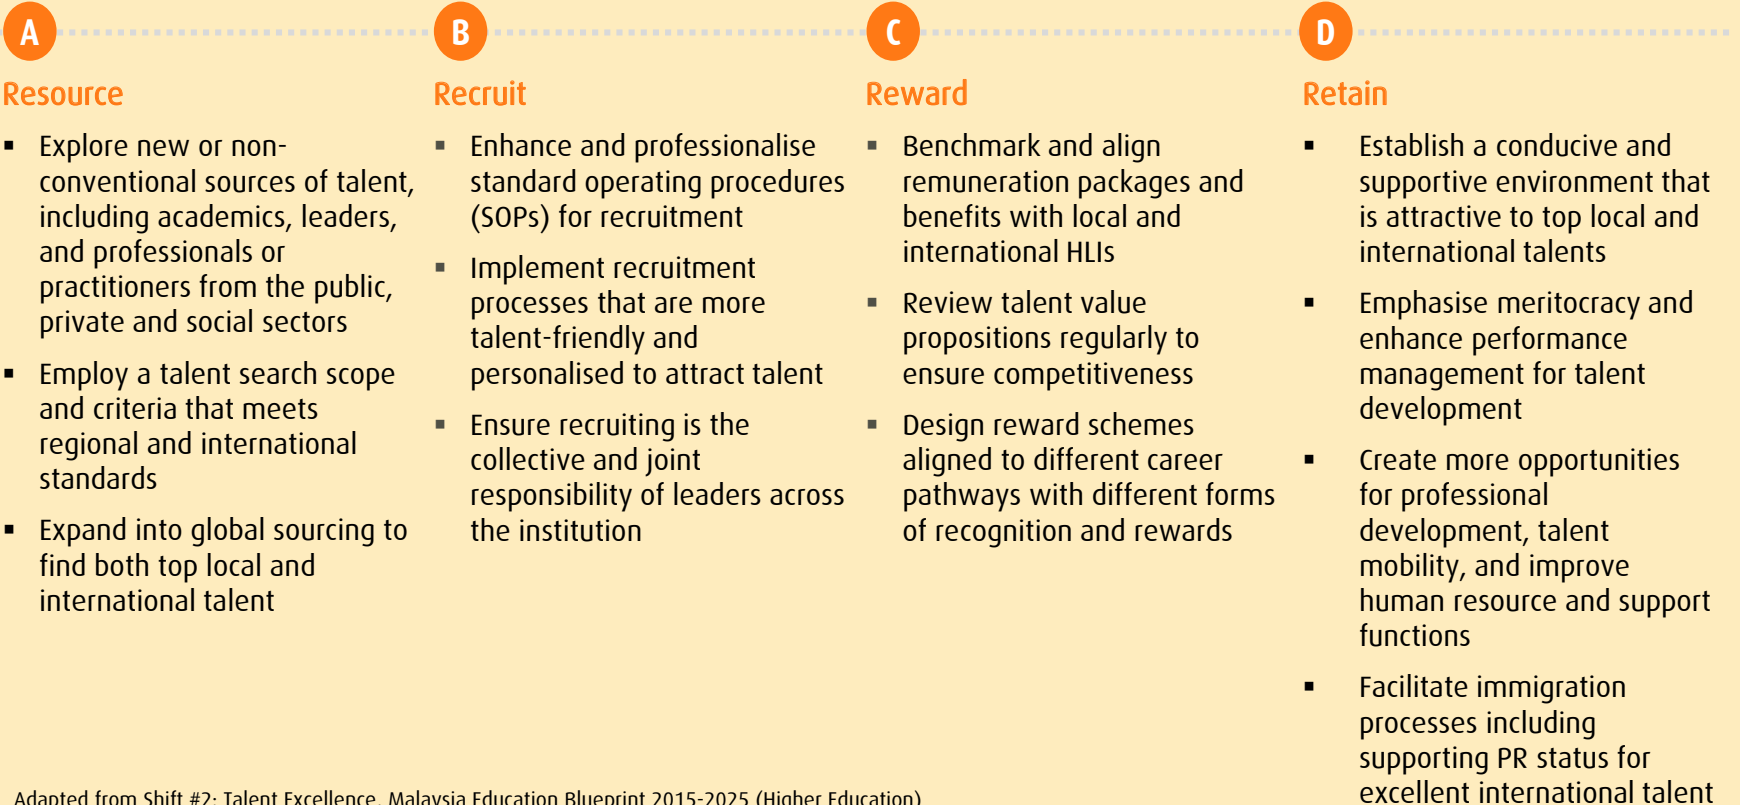 A
Resource
▪ Explore new or non-
conventional sources of talent,
including academics, leaders,
and professionals or
practitioners from the public,
private and social sectors
▪ Employ a talent search scope
and criteria that meets
regional and international
standards
▪ Expand into global sourcing to
find both top local and
international talent
B
Recruit
▪ Enhance and professionalise
standard operating procedures
(SOPs) for recruitment
▪ Implement recruitment
processes that are more
talent-friendly and
personalised to attract talent
▪ Ensure recruiting is the
collective and joint
responsibility of leaders across
the institution
C
Reward
▪ Benchmark and align
remuneration packages and
benefits with local and
international HLIs
▪ Review talent value
propositions regularly to
ensure competitiveness
▪ Design reward schemes
aligned to different career
pathways with different forms
of recognition and rewards
D
Retain
▪ Establish a conducive and
supportive environment that
is attractive to top local and
international talents
▪ Emphasise meritocracy and
enhance performance
management for talent
development
▪ Create more opportunities
for professional
development, talent
mobility, and improve
human resource and support
functions
▪ Facilitate immigration
processes including
supporting PR status for
excellent international talent
Adapted from Shift #2: Talent Excellence, Malaysia Education Blueprint 2015-2025 (Higher Education)